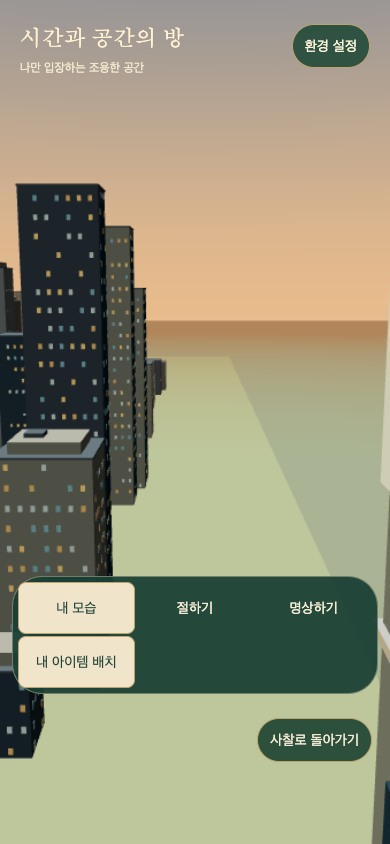 시간과 공간의 방
나만 입장하는 조용한 공간
환경 설정
내 모습
절하기
명상하기
내 아이템 배치
사찰로 돌아가기